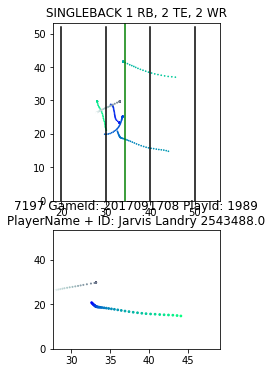 SINGLEBACK 1 RB, 2 TE, 2 WR
50
40
30
20
10
0
20 30 40 50
7197 GameId: 2017091708 PlayId: 1989
PlayerName + ID: Jarvis Landry 2543488.0
40
20
0
30 35 40 45